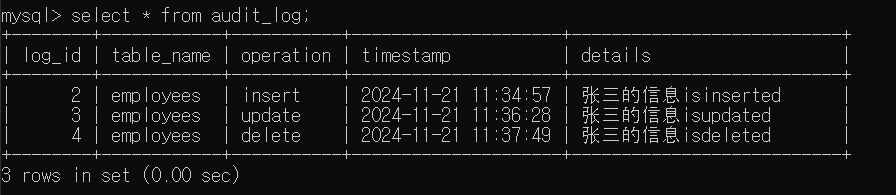 mysql> select * from audit_log;
+--------+------------+-----------+---------------------+----------------------------+
| log_id | table_name | operation | timestamp | details |
+--------+------------+-----------+---------------------+----------------------------+
| 2 | employees | insert | 2024-11-21 11:34:57 | 张三的信息isinserted |
| 3 | employees | update | 2024-11-21 11:36:28 | 张三的信息isupdated |
| 4 | employees | delete | 2024-11-21 11:37:49 | 张三的信息isdeleted |
+--------+------------+-----------+---------------------+----------------------------+
3 rows in set (0.00 sec)